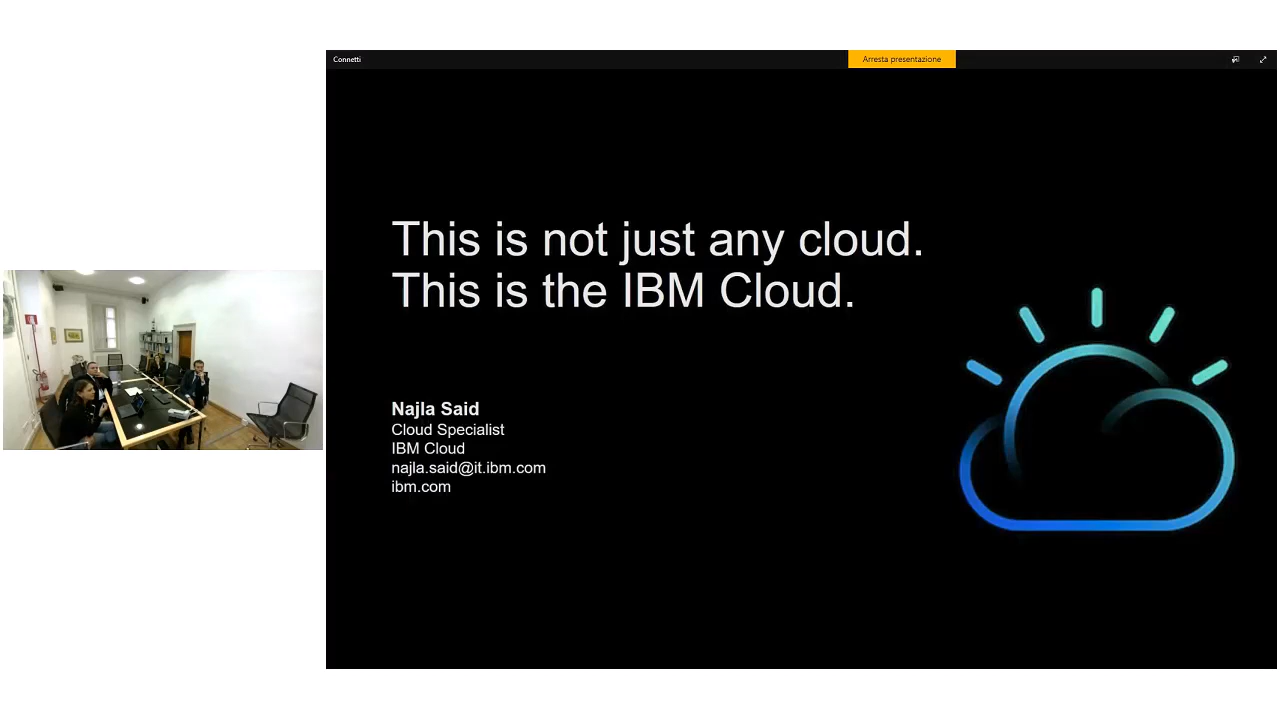 Connetti
Arresta presentazione
This is not just any cloud.
This is the IBM Cloud.
Najla Said
Cloud Specialist
IBM Cloud
najla.said@it.ibm.com
ibm.com